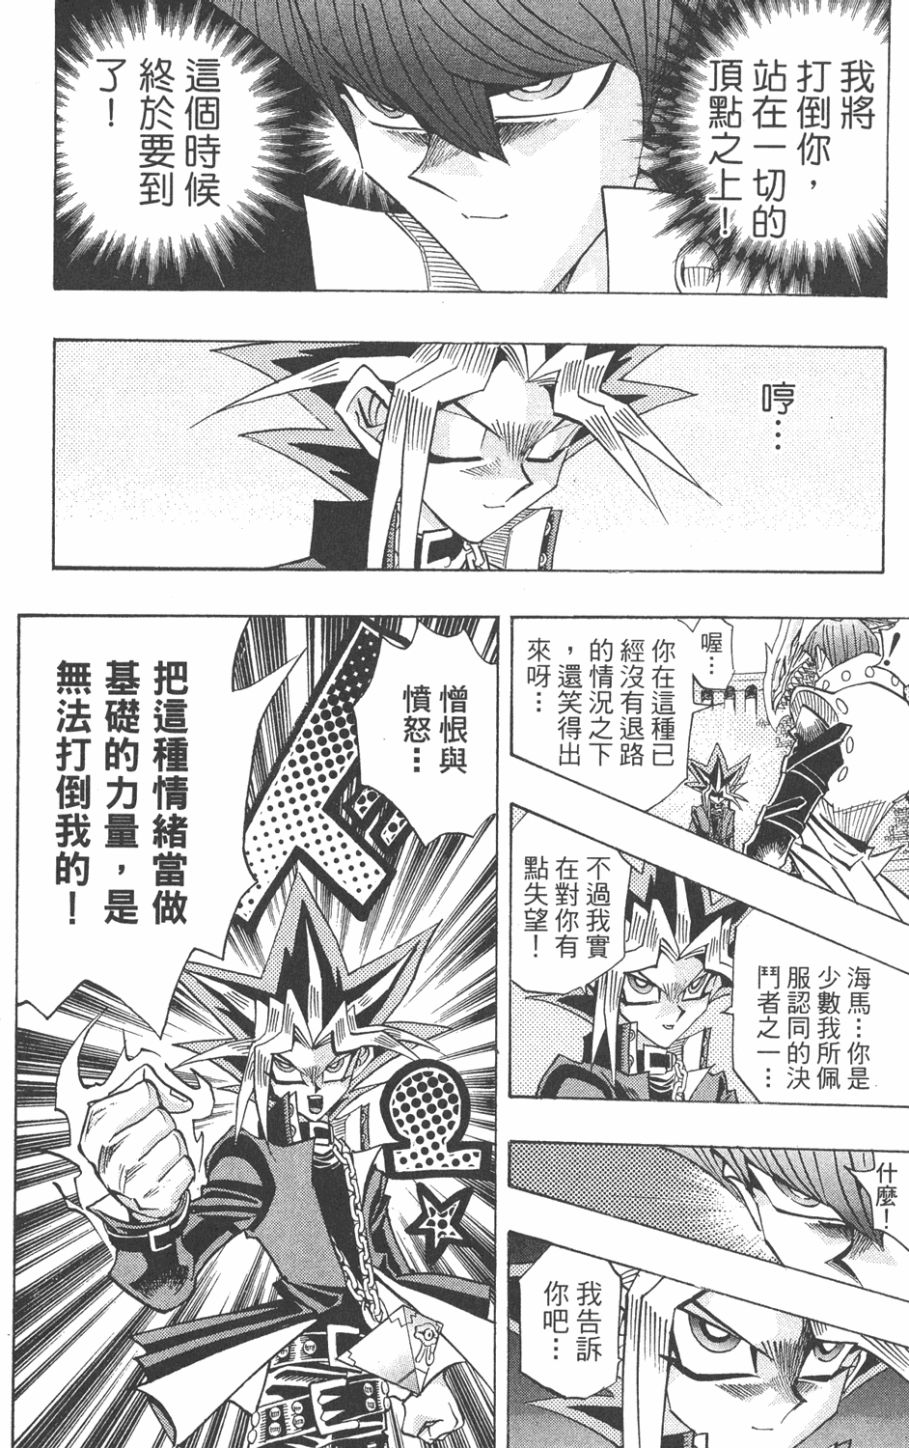 我將
打倒你，
站在一切的
頂點之上！
這個時候
終於要到
了！
哼…
！
喔…
你在這種已
經沒有退路
的情況之下
，還笑得出
來呀…
海馬…你是
少數我所佩
服認同的決
鬥者之一…
不過我實
在對你有
點失望！
什麼！
我告訴
你吧…
憎恨與
憤怒…
把這種情緒當做
基礎的力量，是
無法打倒我的！